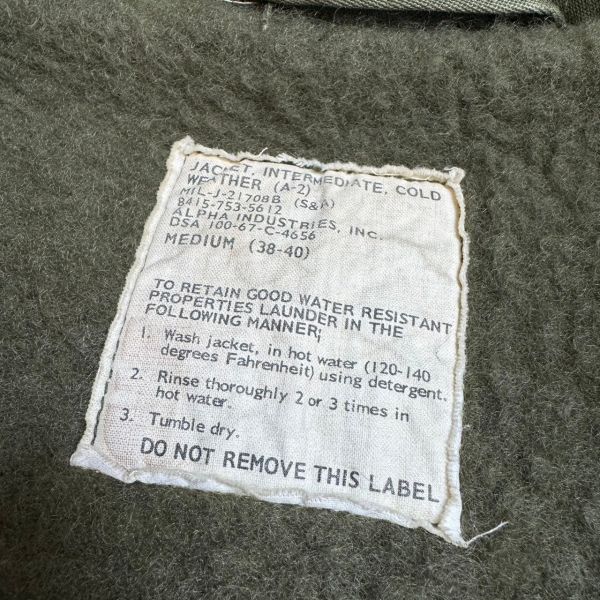 JACKET, INTERMEDIATE, COLD
WEATHER (A-2)
MIL-J-21708B (S&A)
8415-753-5612
ALPHA INDUSTRIES, INC.
DSA 100-67-C-4656
MEDIUM (38-40)
TO RETAIN GOOD WATER RESISTANT
PROPERTIES LAUNDER IN THE
FOLLOWING MANNER;
1. Wash jacket, in hot water (120-140
degrees Fahrenheit) using detergent.
2. Rinse thoroughly 2 or 3 times in
hot water.
3. Tumble dry.
DO NOT REMOVE THIS LABEL